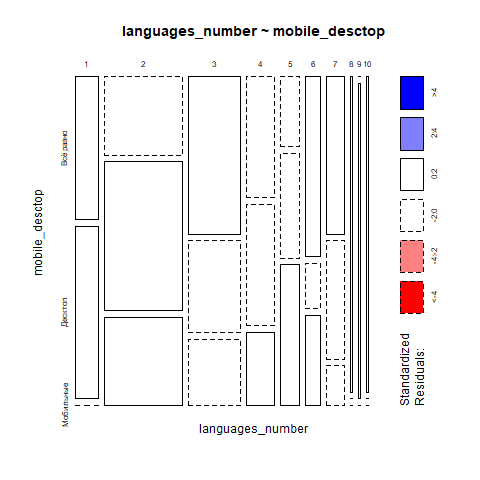 languages_number ~ mobile_desctop
1 2 3 4 5 6 7 8 9 10
Всё равно
Десктоп
Мобильные
mobile_desctop
languages_number
>4
2:4
0:2
-2:0
-4:-2
<-4
Standardized
Residuals: